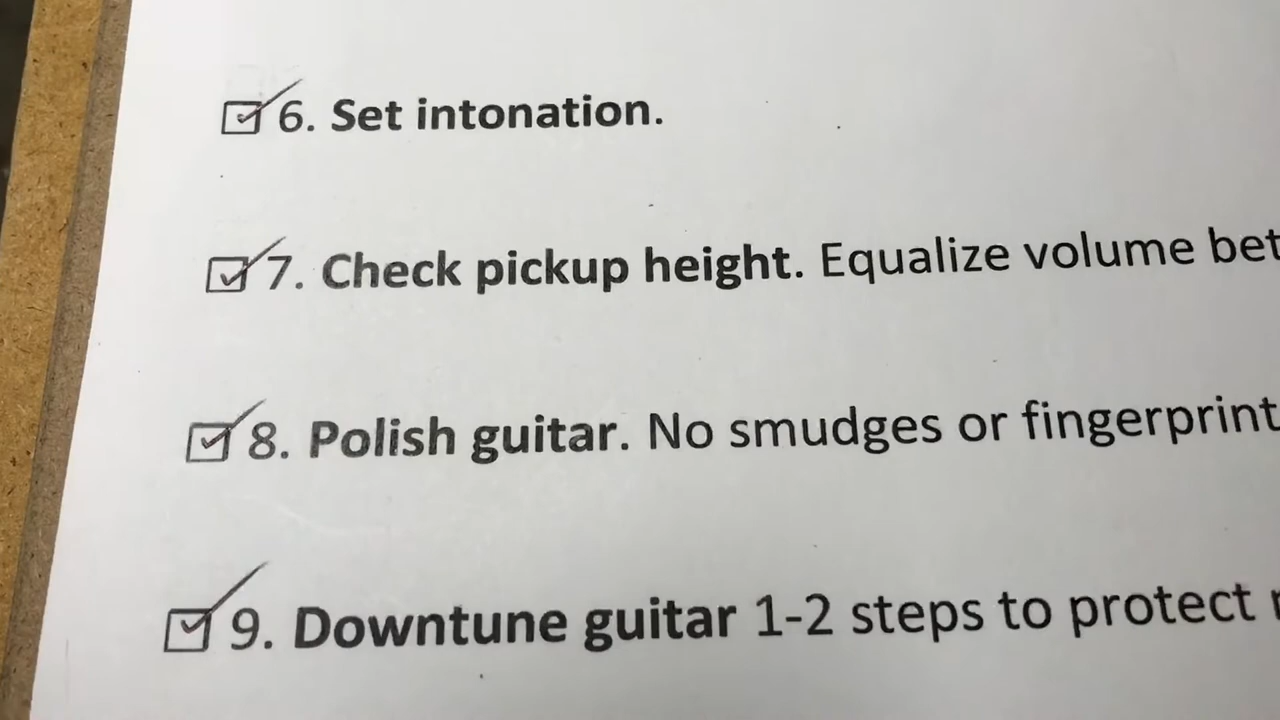 6. Set intonation.
7. Check pickup height. Equalize volume bet
8. Polish guitar. No smudges or fingerprint
9. Downtune guitar 1-2 steps to protect